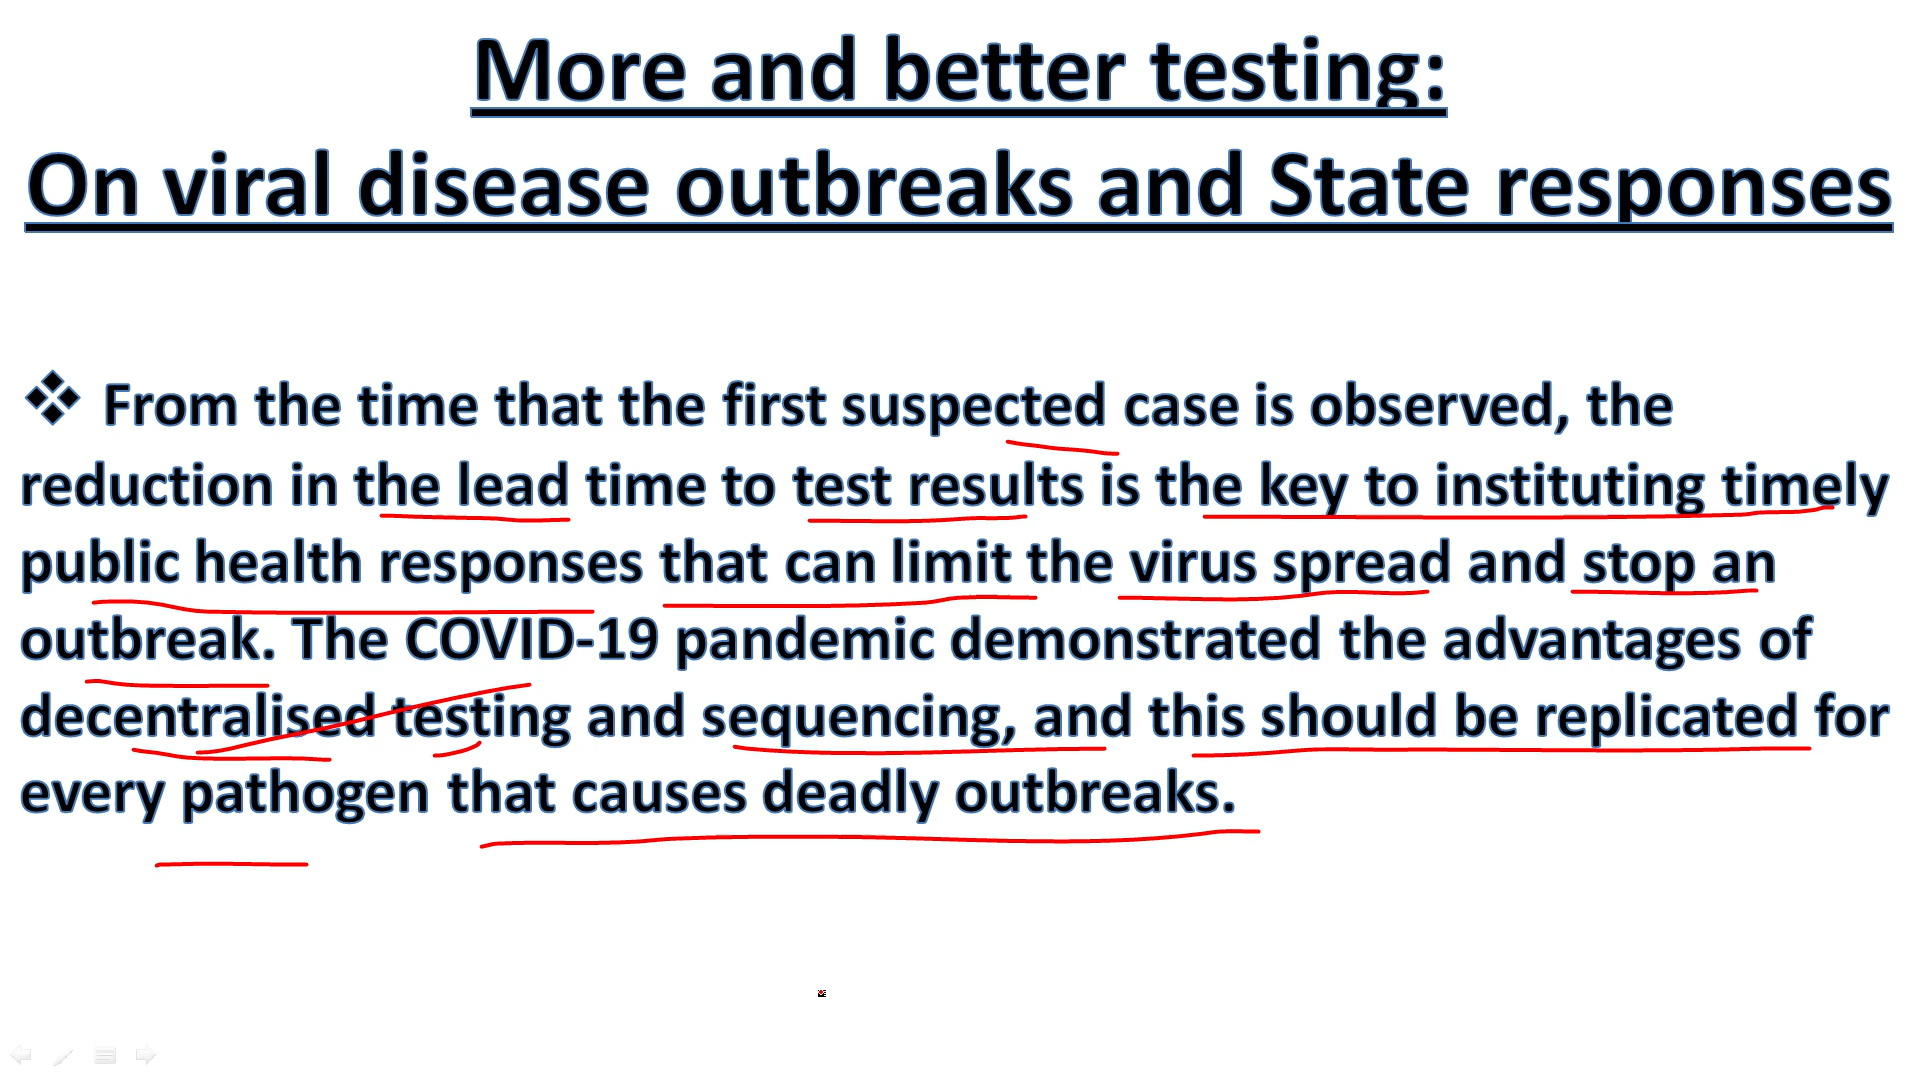 More and better testing:
On viral disease outbreaks and State responses
❖ From the time that the first suspected case is observed, the
reduction in the lead time to test results is the key to instituting timely
public health responses that can limit the virus spread and stop an
outbreak. The COVID-19 pandemic demonstrated the advantages of
decentralised testing and sequencing, and this should be replicated for
every pathogen that causes deadly outbreaks.